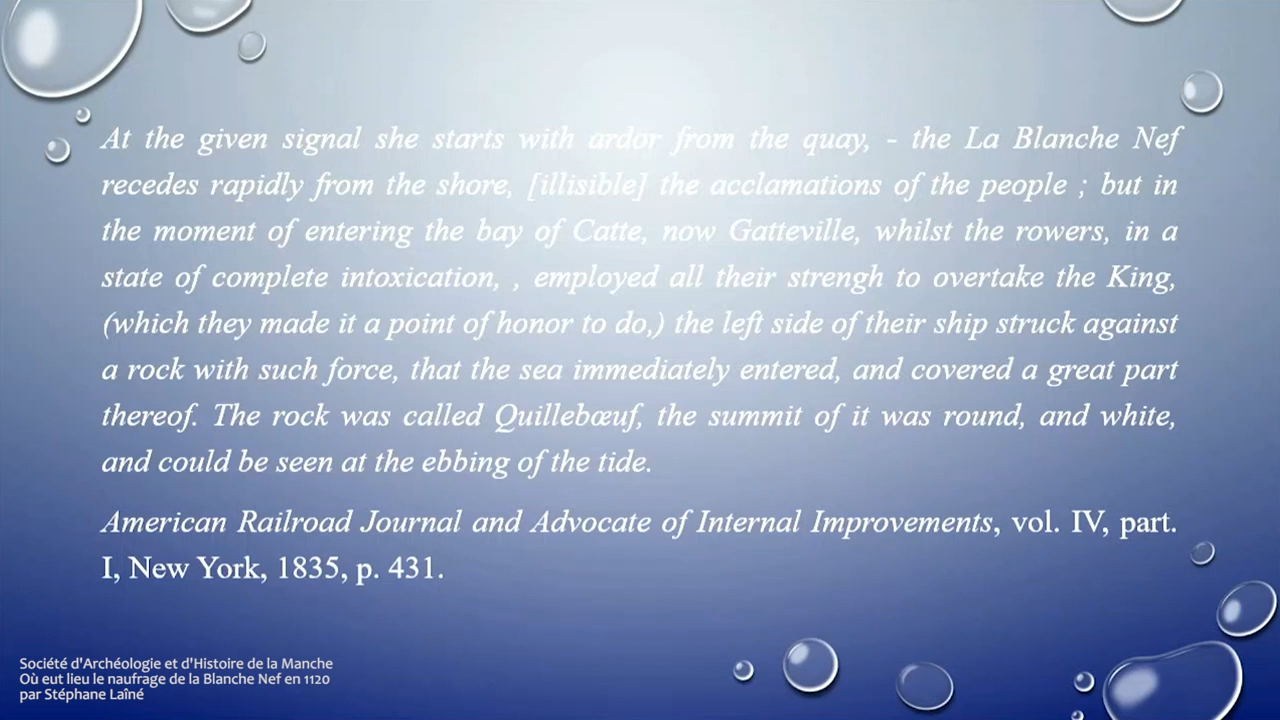 At the given signal she starts with ardor from the quay, - the La Blanche Nef
recedes rapidly from the shore, [illisible] the acclamations of the people ; but in
the moment of entering the bay of Catte, now Gatteville, whilst the rowers, in a
state of complete intoxication, , employed all their strengh to overtake the King,
(which they made it a point of honor to do,) the left side of their ship struck against
a rock with such force, that the sea immediately entered, and covered a great part
thereof. The rock was called Quillebœuf, the summit of it was round, and white,
and could be seen at the ebbing of the tide.
American Railroad Journal and Advocate of Internal Improvements, vol. IV, part.
I, New York, 1835, p. 431.
Société d'Archéologie et d'Histoire de la Manche
Où eut lieu le naufrage de la Blanche Nef en 1120
par Stéphane Laîné